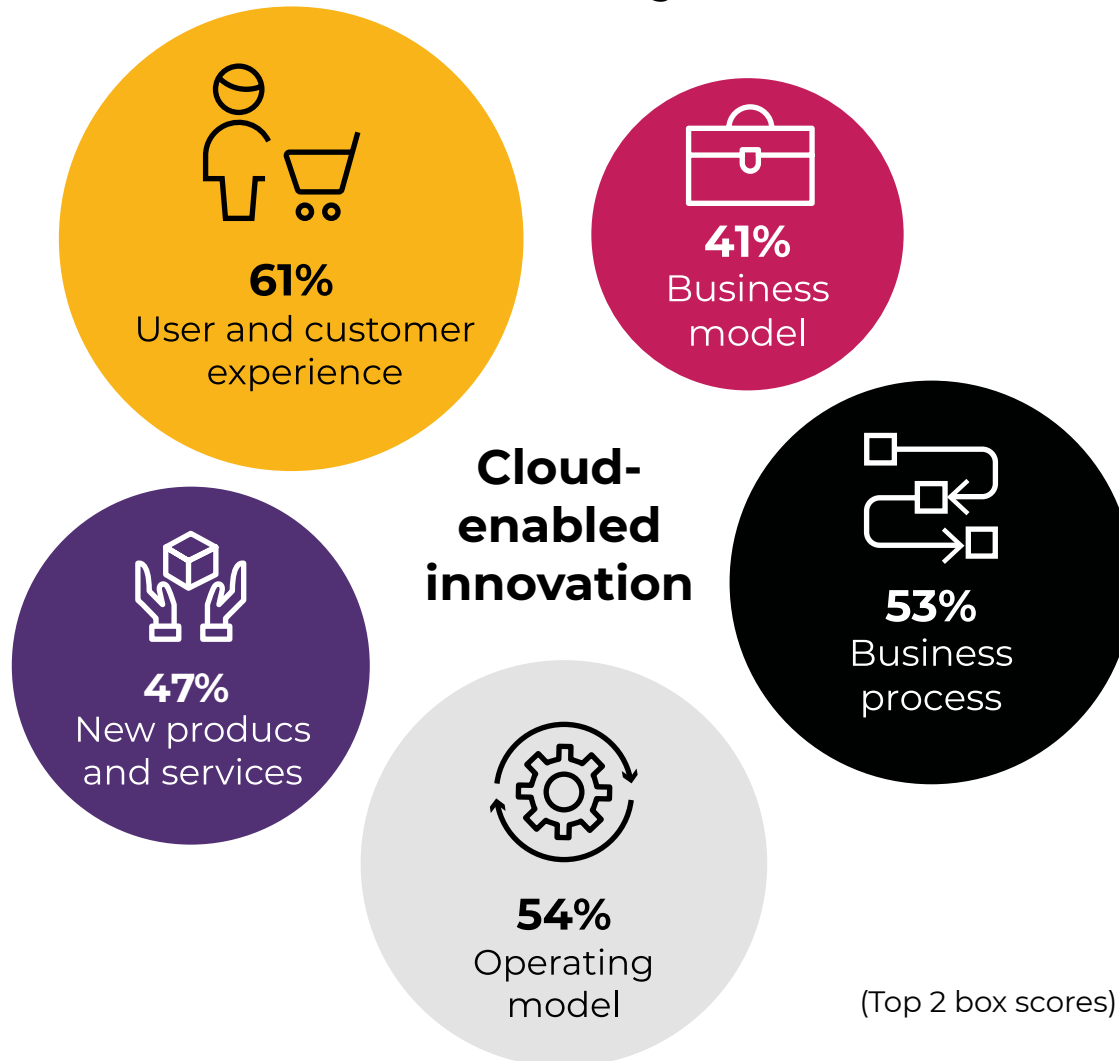 61%
User and customer
experience
41%
Business
model
Cloud-
enabled
innovation
53%
Business
process
47%
New producs
and services
54%
Operating
model
(Top 2 box scores)